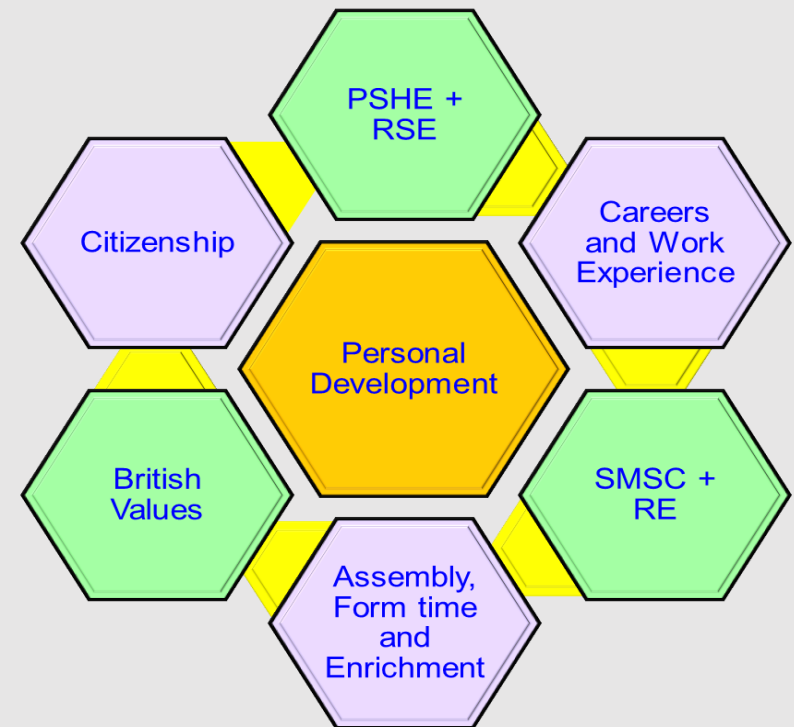 PSHE +
RSE
Careers
and Work
Experience
SMSC +
RE
Assembly,
Form time
and
Enrichment
British
Values
Citizenship
Personal
Development